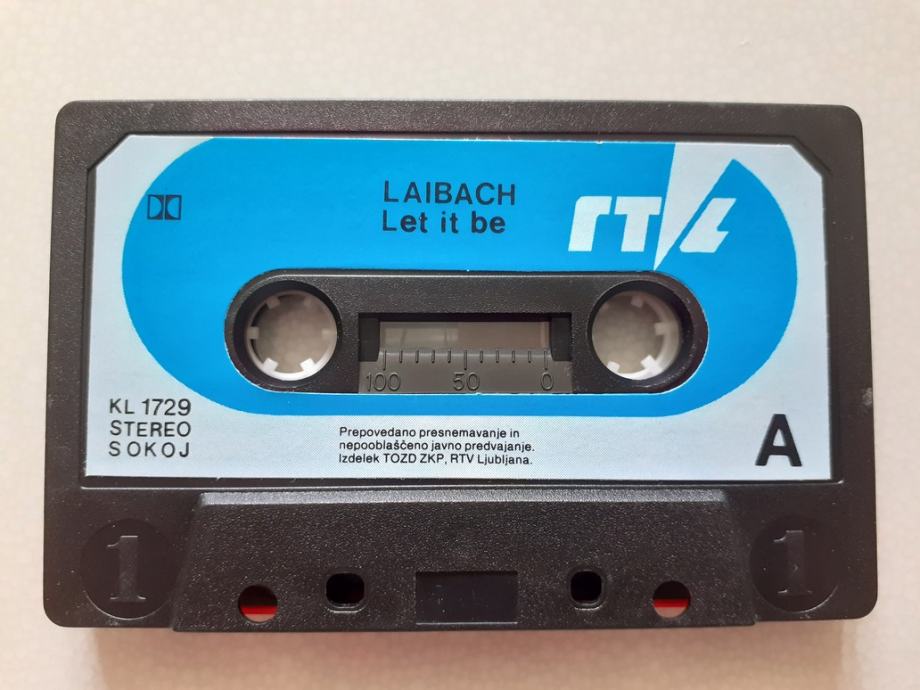 LAIBACH
Let it be
rtvL
100 50 0
KL 1729
STEREO
SOKOJ
Prepovedano presnemavanje in
nepooblaščeno javno predvajanje.
Izdelek TOZD ZKP, RTV Ljubljana.
A
1 1